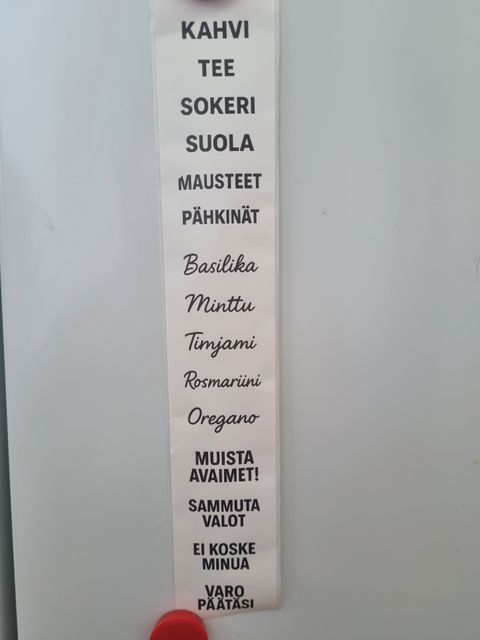 KAHVI
TEE
SOKERI
SUOLA
MAUSTEET
PÄHKINÄT
Basilika
Minttu
Timjami
Rosmariini
Oregano
MUISTA
AVAIMET!
SAMMUTA
VALOT
EI KOSKE
MINUA
VARO
PÄÄTÄSI